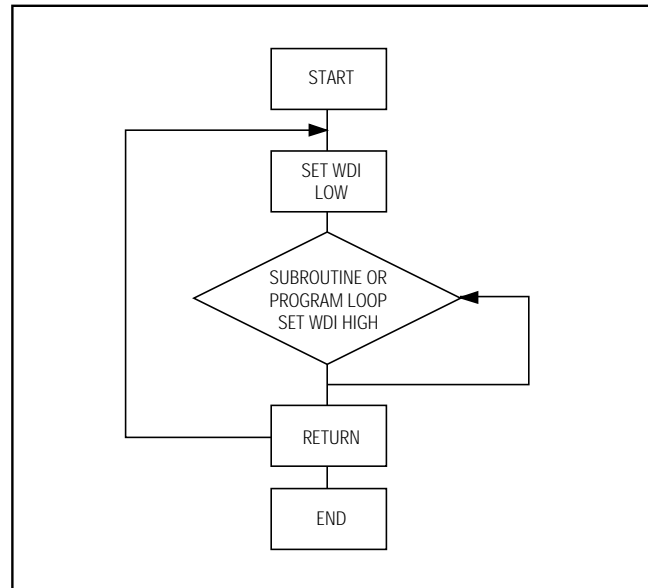 START
SET WDI
LOW
SUBROUTINE OR
PROGRAM LOOP
SET WDI HIGH
RETURN
END